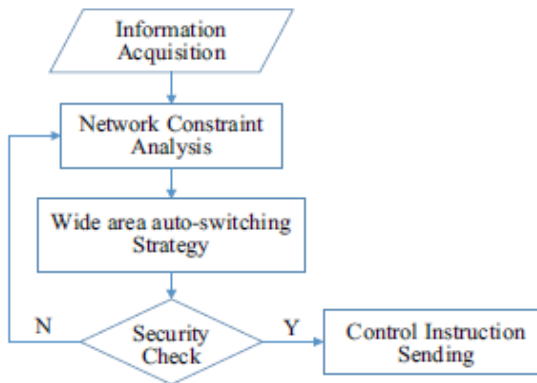 Information
Acquisition
Network Constraint
Analysis
Wide area auto-switching
Strategy
N
Security
Check
Y
Control Instruction
Sending